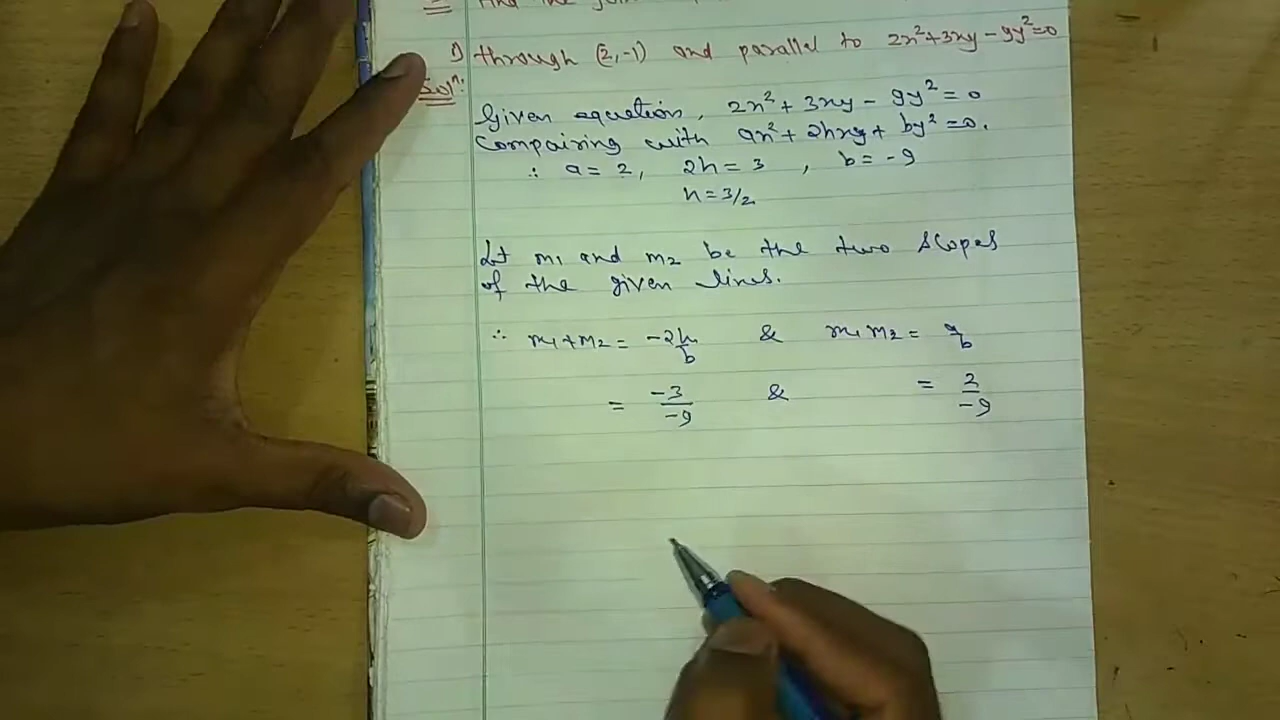 through (2,-1) and parallel to 2x²+3xy-9y²=0
1)
Solⁿ:
Given equation, 2x²+3xy-9y²=0
Compairing with ax²+2hxy+by²=0.
∴ a=2, 2h=3, b=-9
h=3/2
Let m₁ and m₂ be the two slopes
of the given lines.
∴ m₁+m₂ = -2h/b & m₁m₂ = a/b
= -3/-9 & = 2/-9